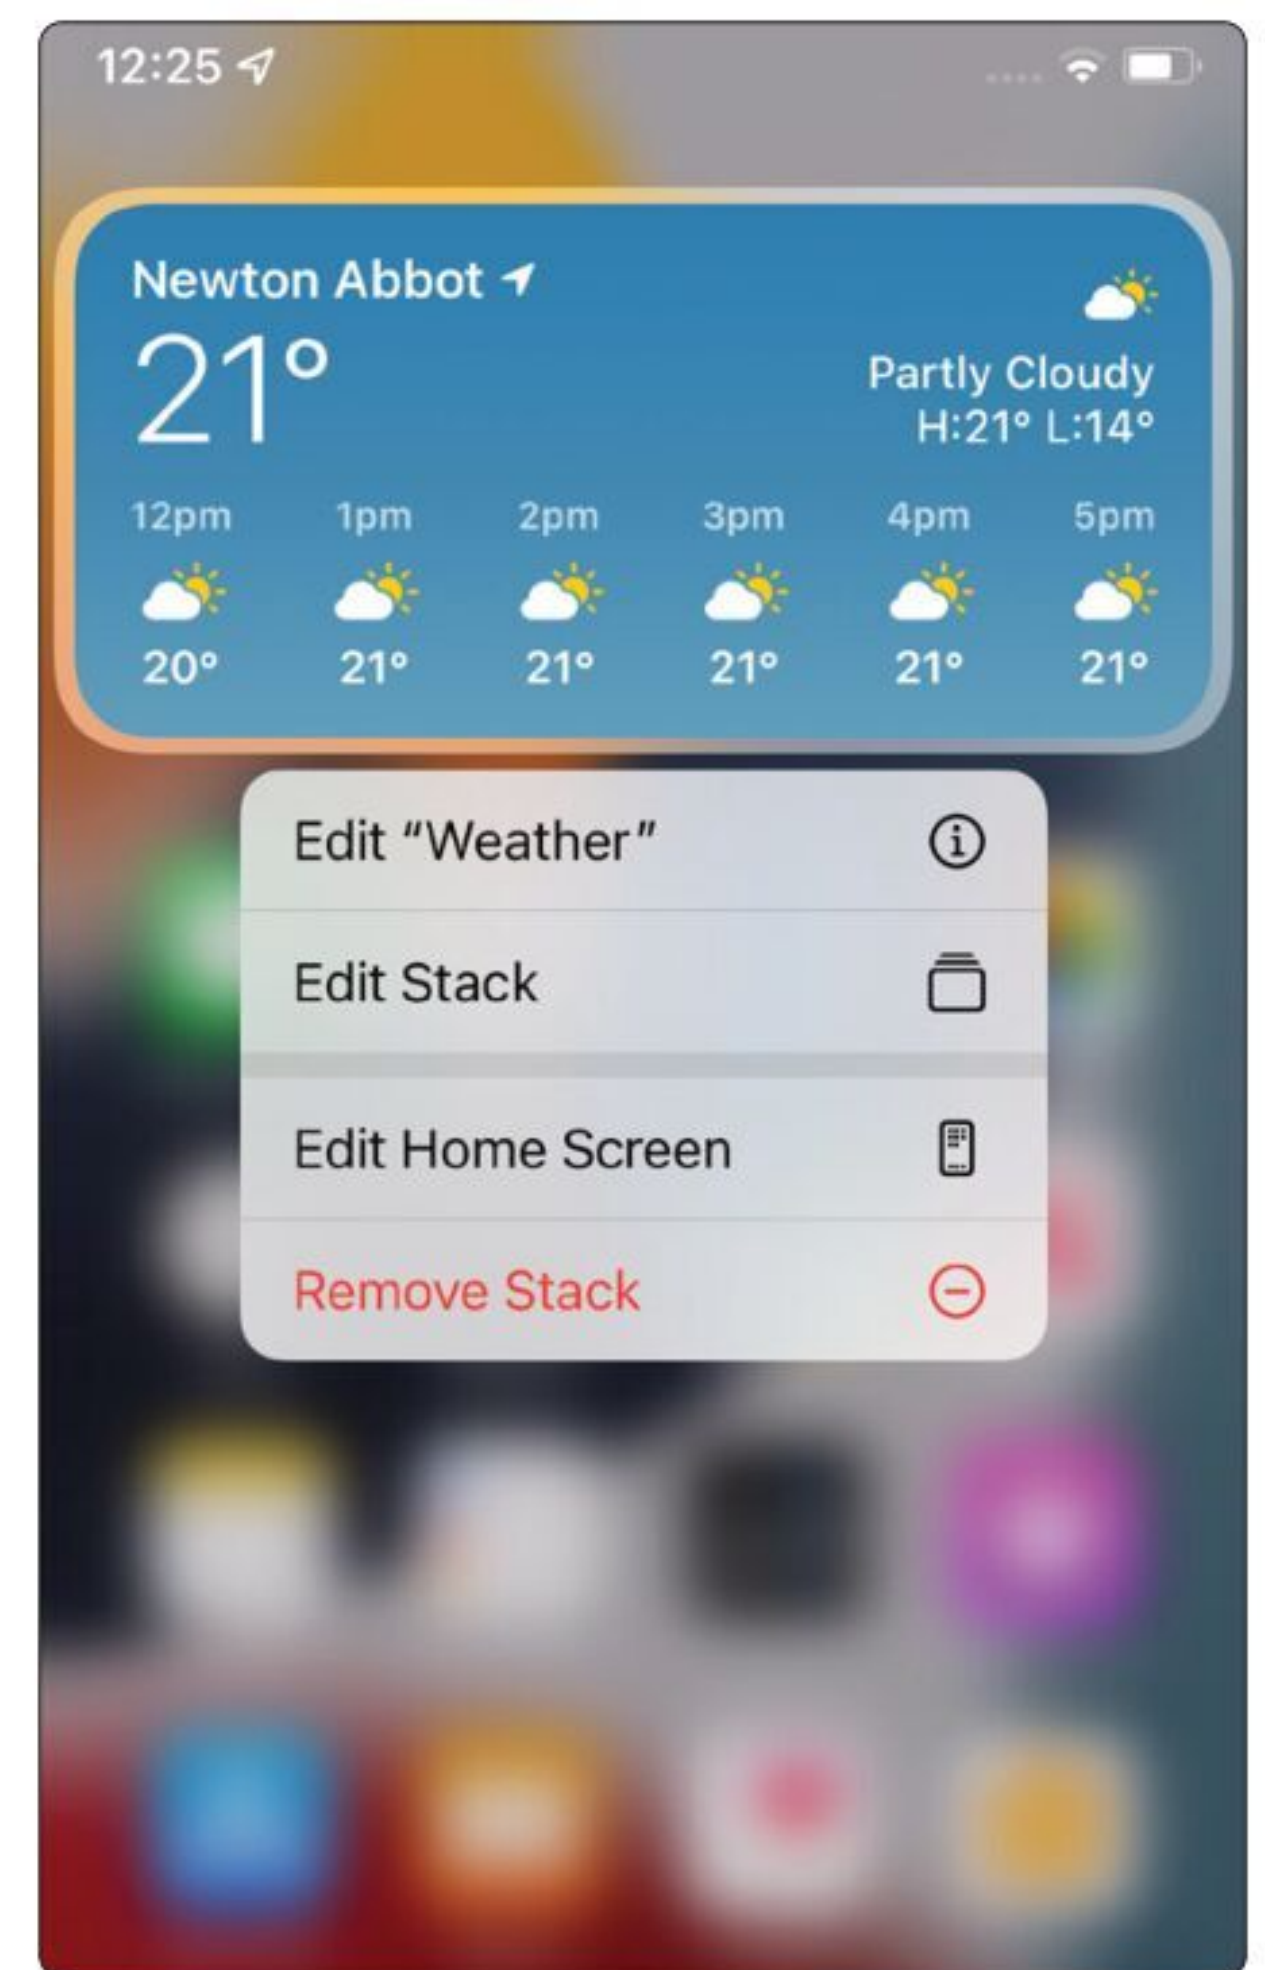 12:25
Newton Abbot
21°
Partly Cloudy
H:21° L:14°
12pm 1pm 2pm 3pm 4pm 5pm
20° 21° 21° 21° 21° 21°
Edit “Weather”
Edit Stack
Edit Home Screen
Remove Stack